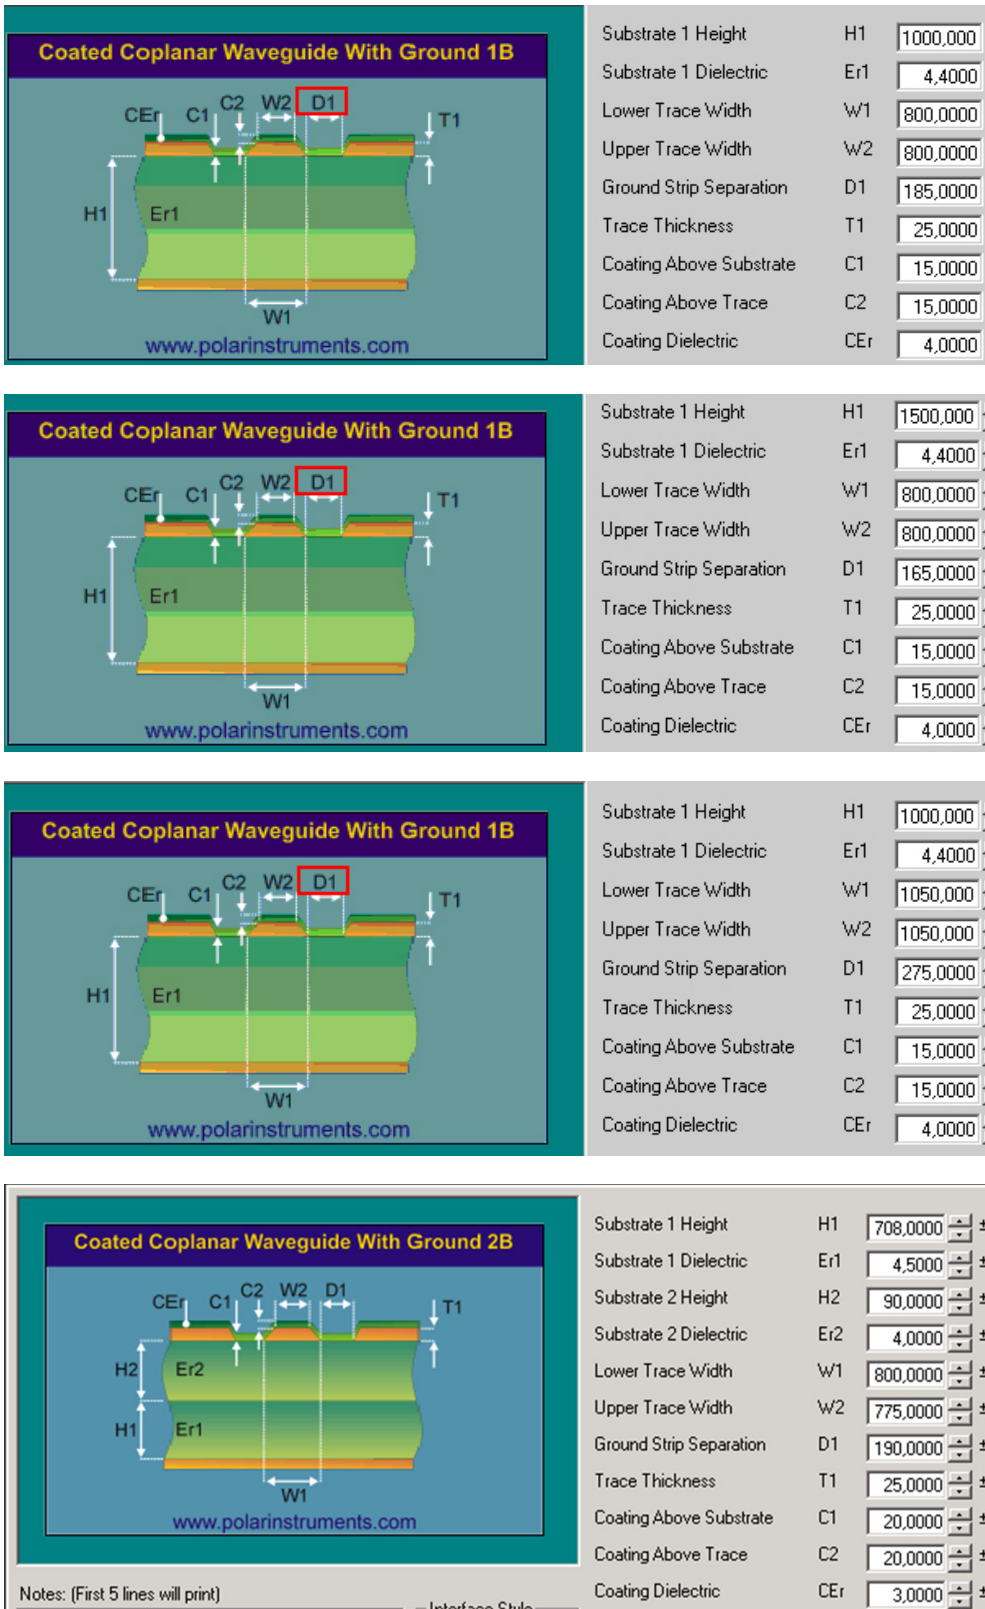 Coated Coplanar Waveguide With Ground 1B
CEr C1 C2 W2 D1 T1
H1 Er1
W1
www.polarinstruments.com
Substrate 1 Height H1 1000,000
Substrate 1 Dielectric Er1 4,4000
Lower Trace Width W1 800,0000
Upper Trace Width W2 800,0000
Ground Strip Separation D1 185,0000
Trace Thickness T1 25,0000
Coating Above Substrate C1 15,0000
Coating Above Trace C2 15,0000
Coating Dielectric CEr 4,0000
Coated Coplanar Waveguide With Ground 1B
CEr C1 C2 W2 D1 T1
H1 Er1
W1
www.polarinstruments.com
Substrate 1 Height H1 1500,000
Substrate 1 Dielectric Er1 4,4000
Lower Trace Width W1 800,0000
Upper Trace Width W2 800,0000
Ground Strip Separation D1 165,0000
Trace Thickness T1 25,0000
Coating Above Substrate C1 15,0000
Coating Above Trace C2 15,0000
Coating Dielectric CEr 4,0000
Coated Coplanar Waveguide With Ground 1B
CEr C1 C2 W2 D1 T1
H1 Er1
W1
www.polarinstruments.com
Substrate 1 Height H1 1000,000
Substrate 1 Dielectric Er1 4,4000
Lower Trace Width W1 1050,000
Upper Trace Width W2 1050,000
Ground Strip Separation D1 275,0000
Trace Thickness T1 25,0000
Coating Above Substrate C1 15,0000
Coating Above Trace C2 15,0000
Coating Dielectric CEr 4,0000
Coated Coplanar Waveguide With Ground 2B
CEr C1 C2 W2 D1 T1
H2 Er2
H1 Er1
W1
www.polarinstruments.com
Substrate 1 Height H1 708,0000 ±
Substrate 1 Dielectric Er1 4,5000 ±
Substrate 2 Height H2 90,0000 ±
Substrate 2 Dielectric Er2 4,0000 ±
Lower Trace Width W1 800,0000 ±
Upper Trace Width W2 775,0000 ±
Ground Strip Separation D1 190,0000 ±
Trace Thickness T1 25,0000 ±
Coating Above Substrate C1 20,0000 ±
Coating Above Trace C2 20,0000 ±
Coating Dielectric CEr 3,0000 ±
Notes: (First 5 lines will print)
Interface Style